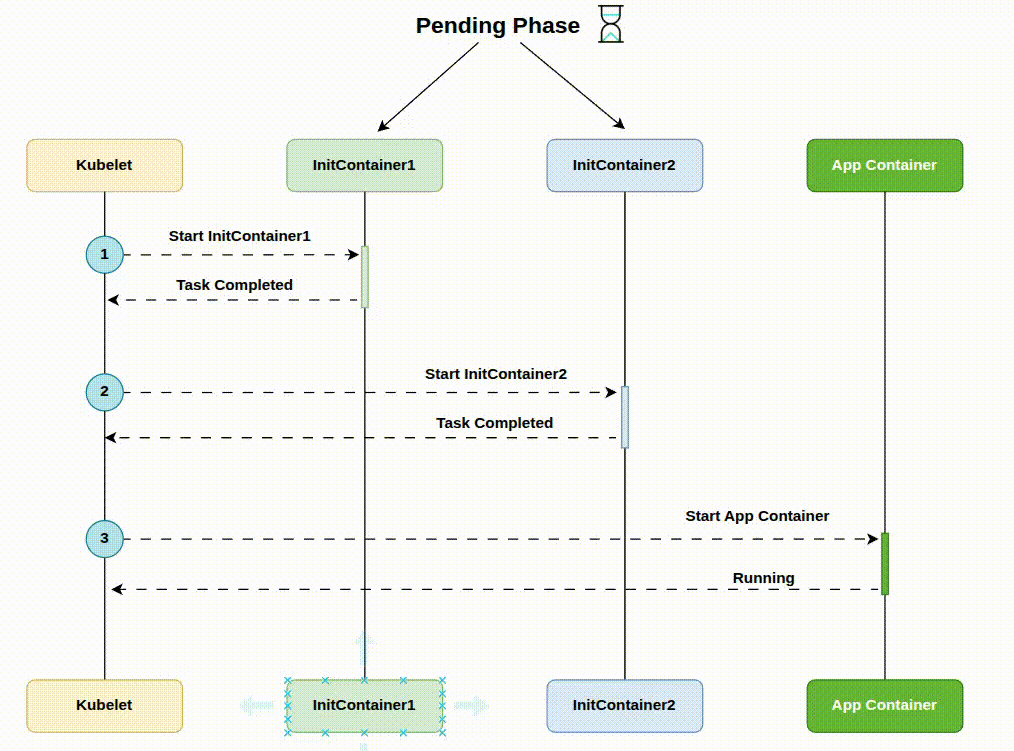 Pending Phase
Kubelet
InitContainer1
InitContainer2
App Container
Start InitContainer1
1
Task Completed
Start InitContainer2
2
Task Completed
Start App Container
3
Running
Kubelet
InitContainer1
InitContainer2
App Container